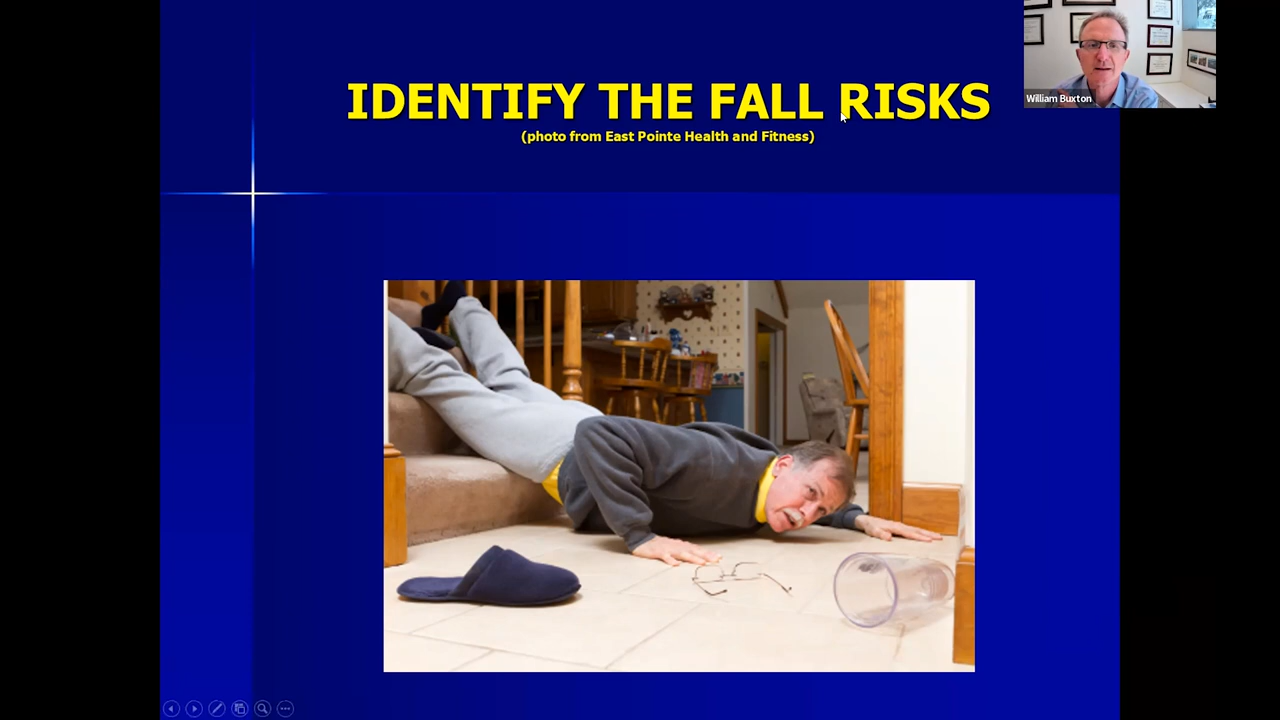 IDENTIFY THE FALL RISKS
(photo from East Pointe Health and Fitness)
William Buxton